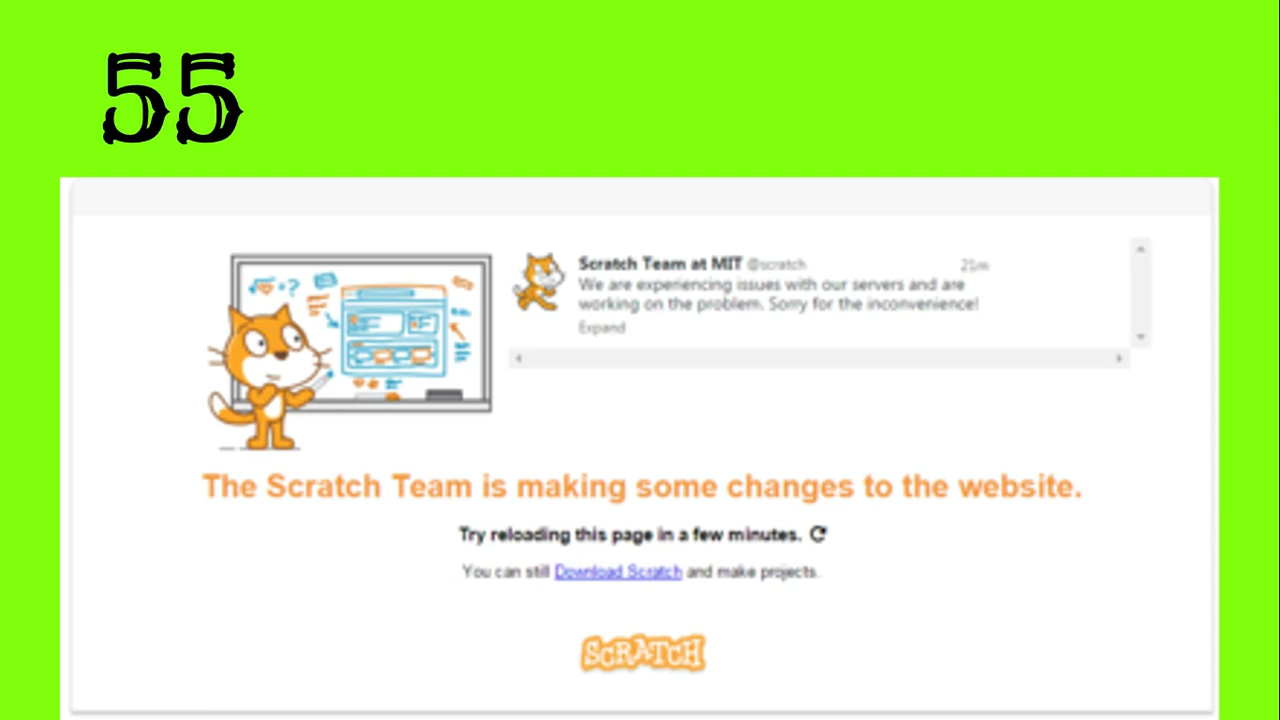 55
Scratch Team at MIT @scratch 21m
We are experiencing issues with our servers and are
working on the problem. Sorry for the inconvenience!
Expand
The Scratch Team is making some changes to the website.
Try reloading this page in a few minutes.
You can still Download Scratch and make projects.
SCRATCH